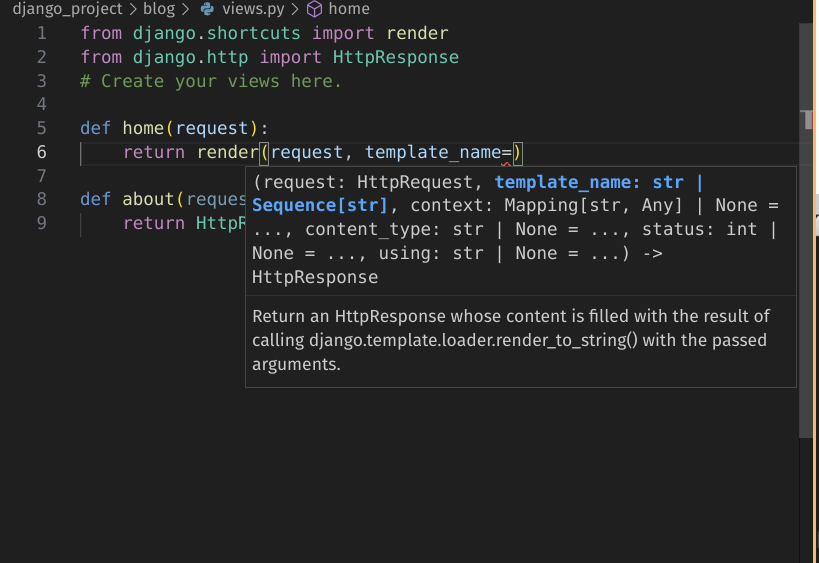 django_project > blog > views.py > home
1 from django.shortcuts import render
2 from django.http import HttpResponse
3 # Create your views here.
4
5 def home(request):
6 return render(request, template_name=)
7
8 def about(reques
9 return HttpR
(request: HttpRequest, template_name: str |
Sequence[str], context: Mapping[str, Any] | None =
..., content_type: str | None = ..., status: int |
None = ..., using: str | None = ...) ->
HttpResponse
Return an HttpResponse whose content is filled with the result of
calling django.template.loader.render_to_string() with the passed
arguments.